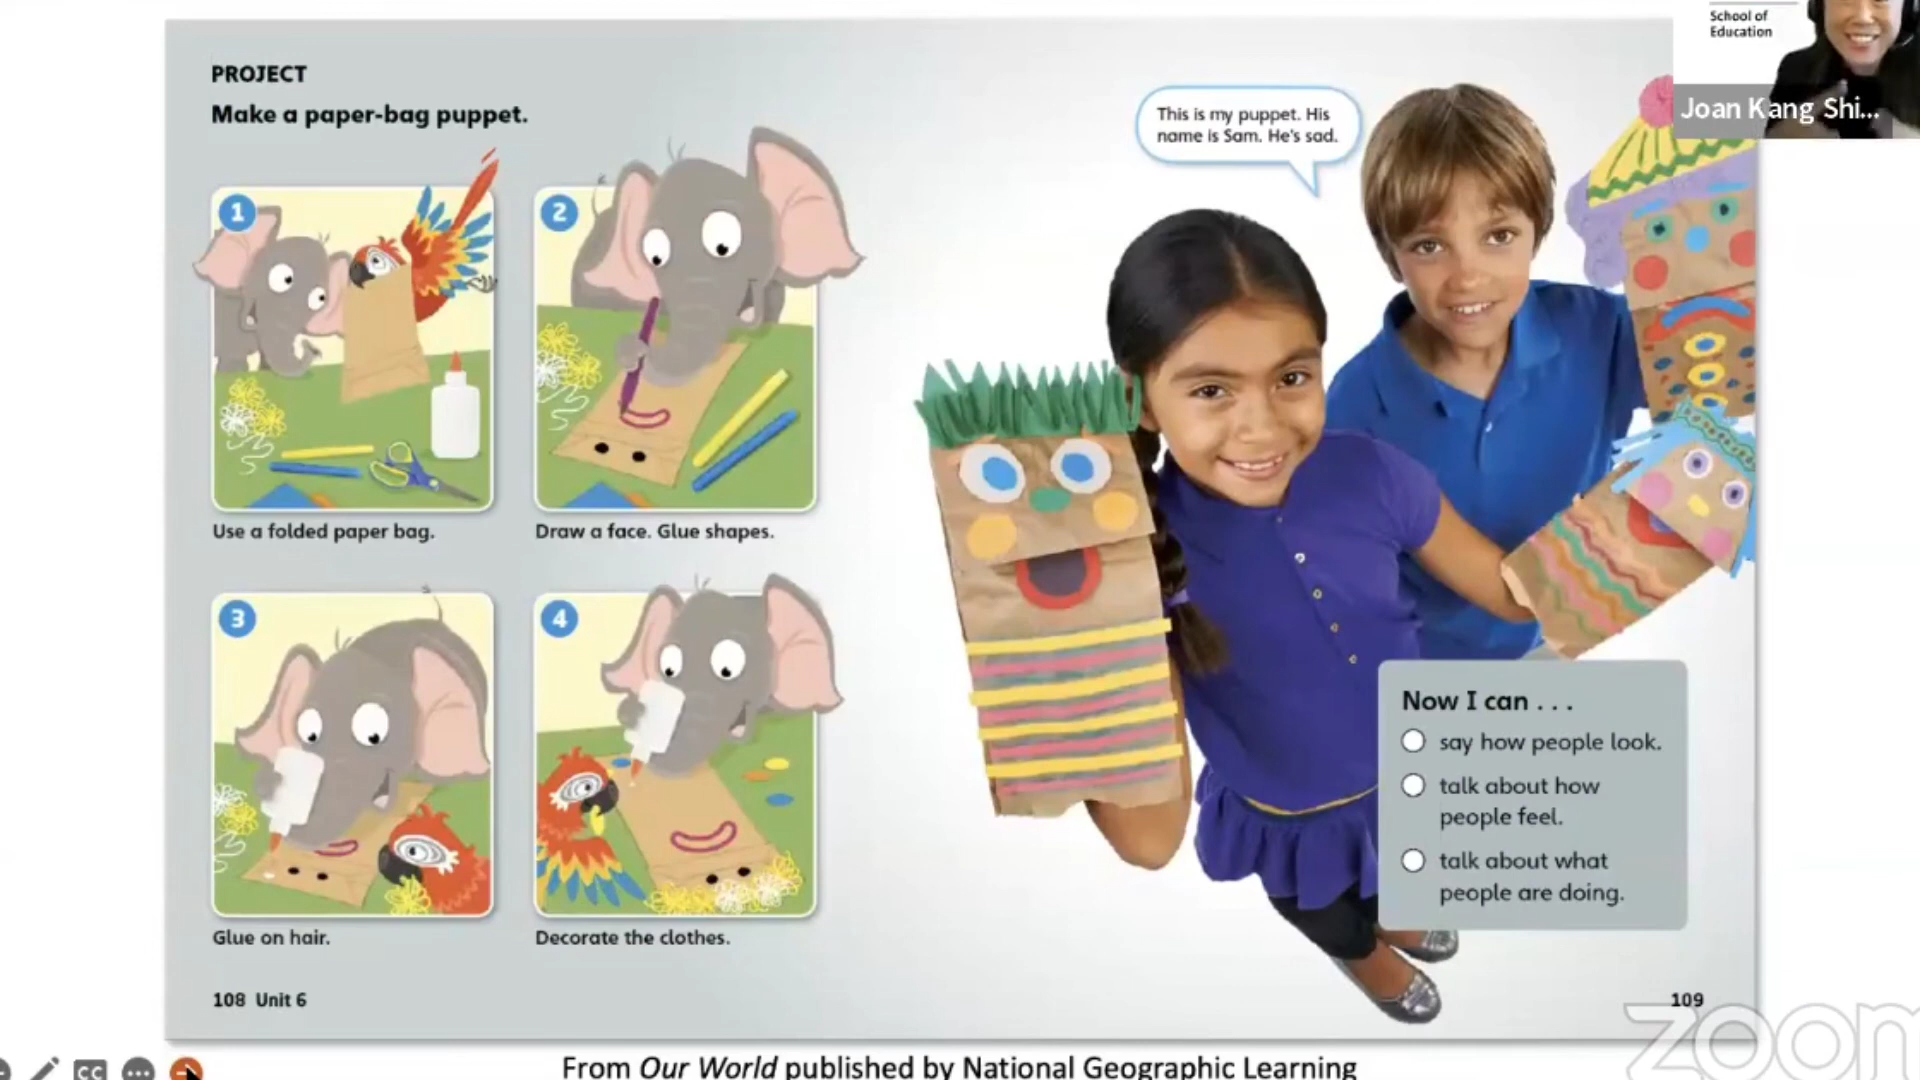 School of
Education
Joan Kang Shi...
PROJECT
Make a paper-bag puppet.
1
Use a folded paper bag.
2
Draw a face. Glue shapes.
3
Glue on hair.
4
Decorate the clothes.
This is my puppet. His
name is Sam. He's sad.
Now I can . . .
say how people look.
talk about how
people feel.
talk about what
people are doing.
108 Unit 6
109
zoom
CC
From Our World published by National Geographic Learning